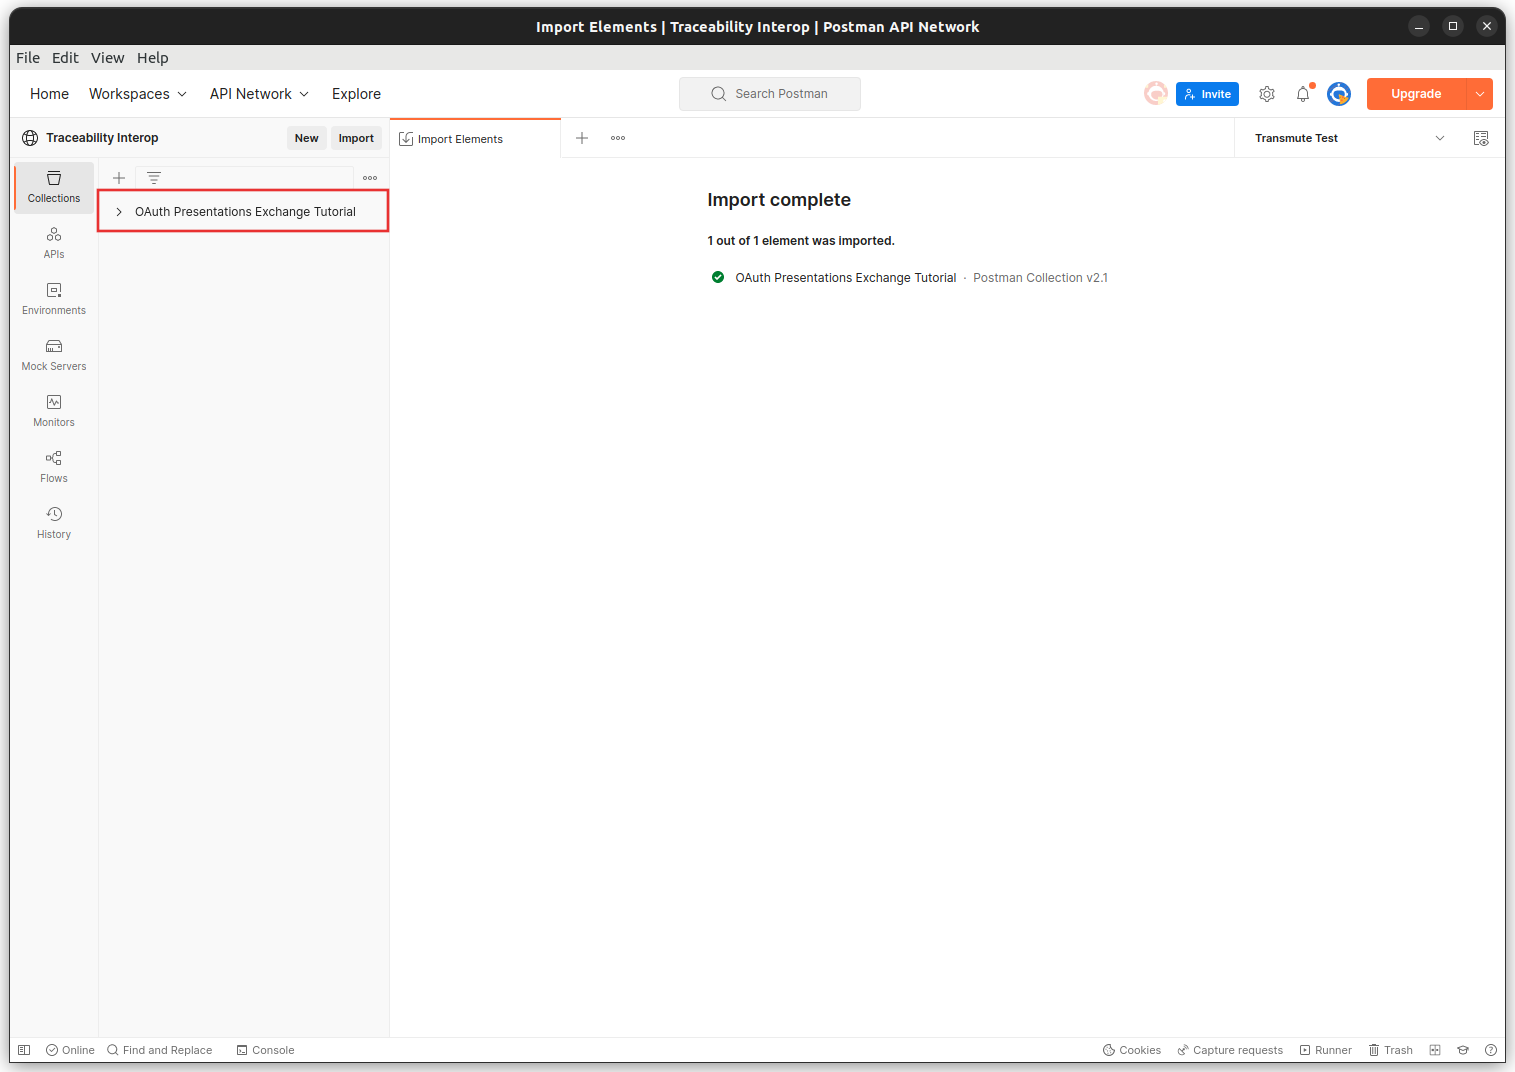 Import Elements | Traceability Interop | Postman API Network
File Edit View Help
Home Workspaces API Network Explore Search Postman Invite Upgrade
Traceability Interop New Import Import Elements Transmute Test
Collections
OAuth Presentations Exchange Tutorial
APIs
Environments
Mock Servers
Monitors
Flows
History
Import complete
1 out of 1 element was imported.
OAuth Presentations Exchange Tutorial · Postman Collection v2.1
Online Find and Replace Console Cookies Capture requests Runner Trash